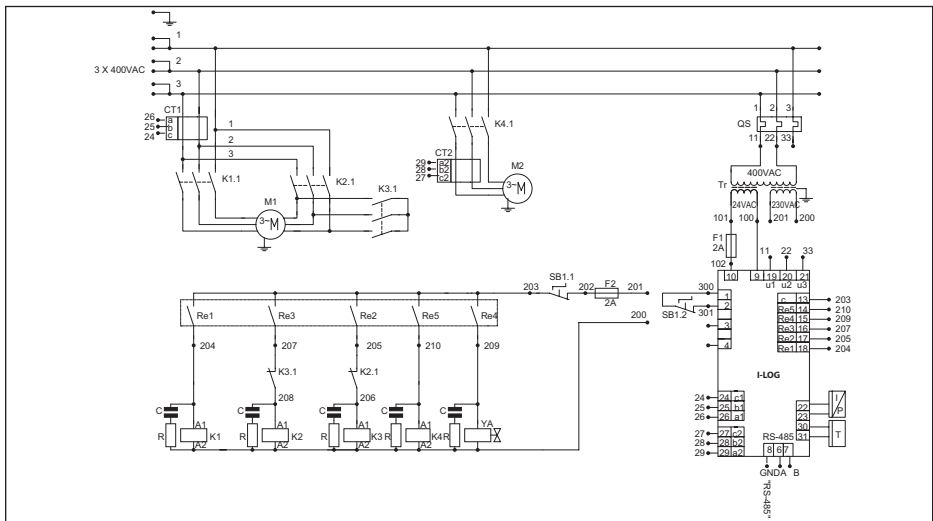 1
2
3 X 400VAC
3
CT1
26 a
25 b
24 c
1
2
3
K1.1
K2.1
K3.1
M1
3~M
K4.1
CT2
29 a2
28 b2
27 c2
M2
3~M
1 2 3
QS
11 22 33
400VAC
Tr
24VAC 230VAC
101 100 201 200
F1
2A
102
11 22 33
10 9 19 20 21
u1 u2 u3
203 SB1.1 202 F2 201
2A
200
300
301
SB1.2
1
2
3
4
c 13 203
Re5 14 210
Re4 15 209
Re3 16 207
Re2 17 205
Re1 18 204
I-LOG
Re1 Re3 Re2 Re5 Re4
204 207 205 210 209
K3.1 K2.1
208 206
C C C C C
R A1 A2 K1
R A1 A2 K2
R A1 A2 K3
R A1 A2 K4
R YA
24 24 c1
25 25 b1
26 26 a1
27 27 c2
28 28 b2
29 29 a2
22
23
30
31
I/P
T
RS-485
8 6 7
GND A B
"RS-485"